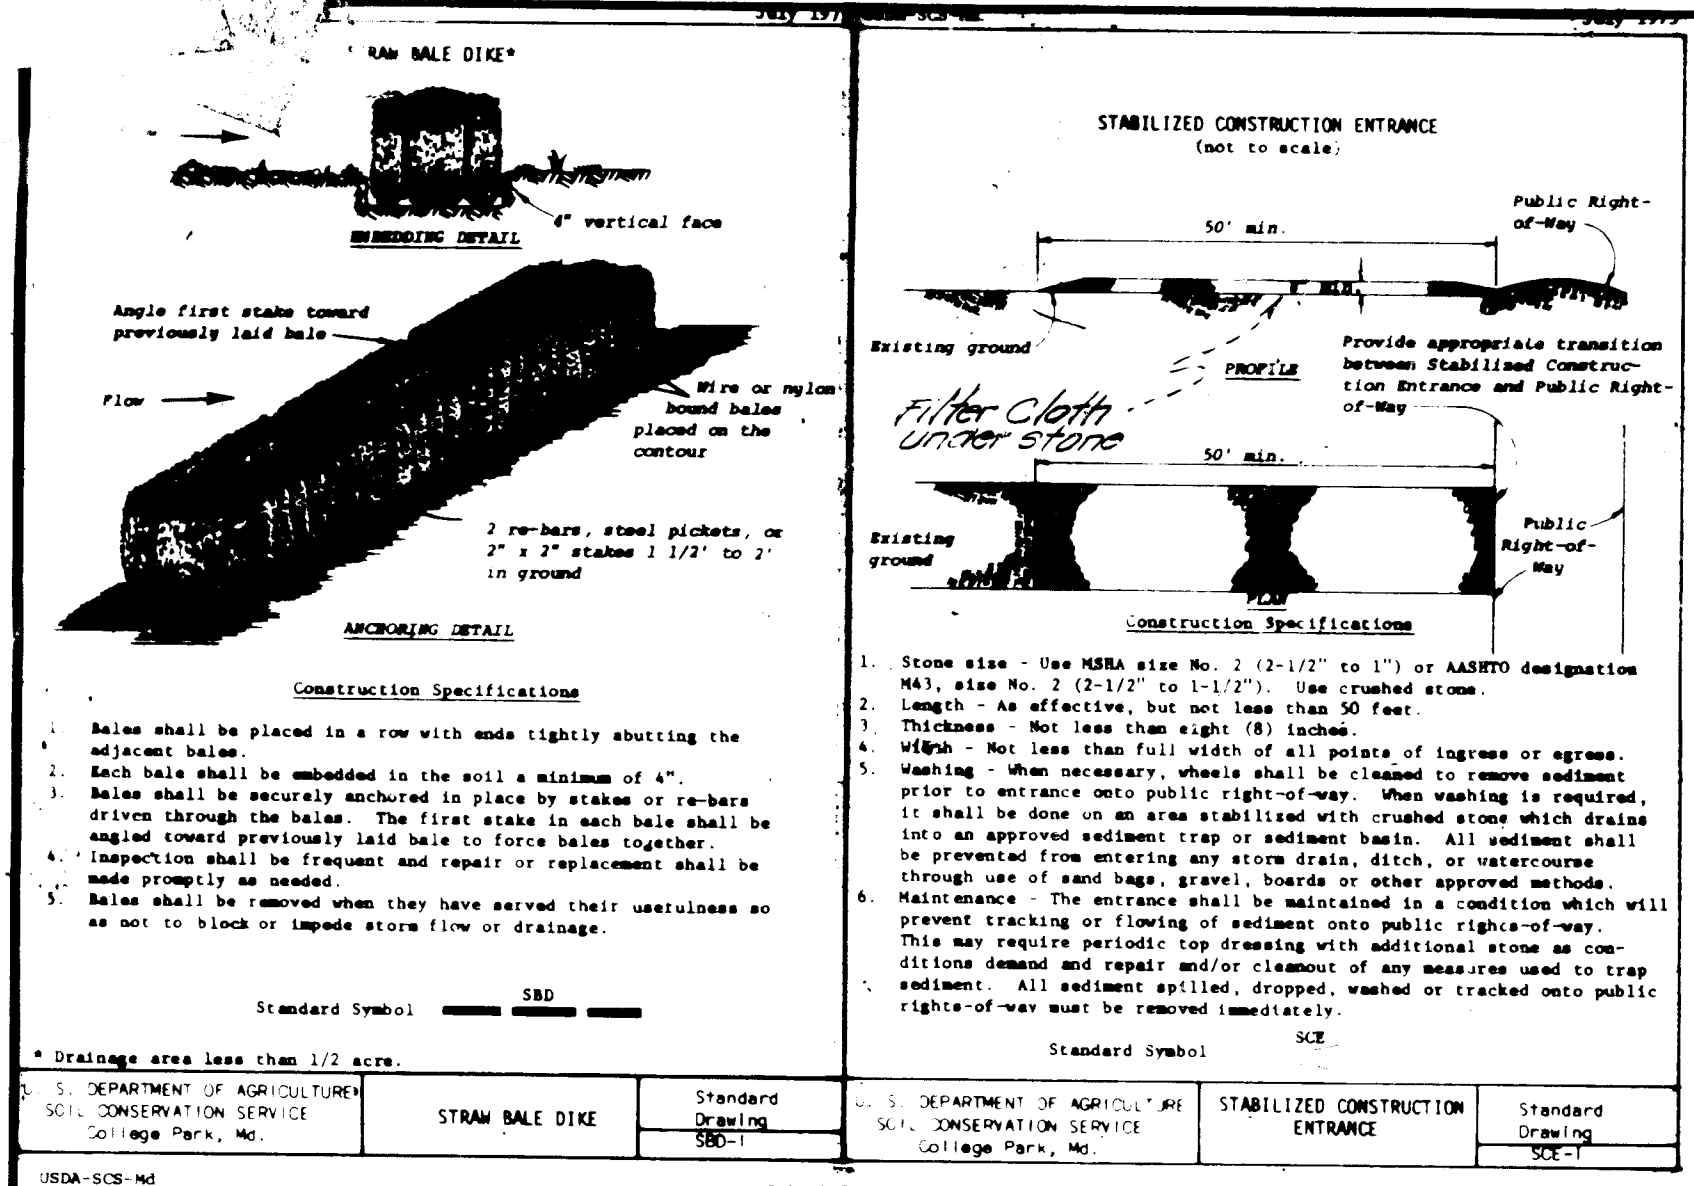 July 197
July 1975
RAW BALE DIKE*
4" vertical face
EMBEDDING DETAIL
Angle first stake toward
previously laid bale
Flow
Wire or nylon
bound bales
placed on the
contour
2 re-bars, steel pickets, or
2" x 2" stakes 1 1/2' to 2'
in ground
ANCHORING DETAIL
Construction Specifications
1. Bales shall be placed in a row with ends tightly abutting the
adjacent bales.
2. Each bale shall be embedded in the soil a minimum of 4".
3. Bales shall be securely anchored in place by stakes or re-bars
driven through the bales. The first stake in each bale shall be
angled toward previously laid bale to force bales together.
4. Inspection shall be frequent and repair or replacement shall be
made promptly as needed.
5. Bales shall be removed when they have served their usefulness so
as not to block or impede storm flow or drainage.
SBD
Standard Symbol
* Drainage area less than 1/2 acre.
U. S. DEPARTMENT OF AGRICULTURE
SOIL CONSERVATION SERVICE
College Park, Md.
STRAW BALE DIKE
Standard
Drawing
SBD-1
USDA-SCS-Md
STABILIZED CONSTRUCTION ENTRANCE
(not to scale)
Public Right-
of-Way
50' min.
8" MIN.
Existing ground
PROFILE
Provide appropriate transition
between Stabilized Construc-
tion Entrance and Public Right-
of-Way
Filter Cloth
under stone
50' min.
Existing
ground
Public
Right-of-
Way
PLAN
Construction Specifications
1. Stone size - Use MSHA size No. 2 (2-1/2" to 1") or AASHTO designation
M43, size No. 2 (2-1/2" to 1-1/2"). Use crushed stone.
2. Length - As effective, but not less than 50 feet.
3. Thickness - Not less than eight (8) inches.
4. Width - Not less than full width of all points of ingress or egress.
5. Washing - When necessary, wheels shall be cleaned to remove sediment
prior to entrance onto public right-of-way. When washing is required,
it shall be done on an area stabilized with crushed stone which drains
into an approved sediment trap or sediment basin. All sediment shall
be prevented from entering any storm drain, ditch, or watercourse
through use of sand bags, gravel, boards or other approved methods.
6. Maintenance - The entrance shall be maintained in a condition which will
prevent tracking or flowing of sediment onto public rights-of-way.
This may require periodic top dressing with additional stone as con-
ditions demand and repair and/or cleanout of any measures used to trap
sediment. All sediment spilled, dropped, washed or tracked onto public
rights-of-way must be removed immediately.
SCE
Standard Symbol
U. S. DEPARTMENT OF AGRICULTURE
SOIL CONSERVATION SERVICE
College Park, Md.
STABILIZED CONSTRUCTION
ENTRANCE
Standard
Drawing
SCE-1